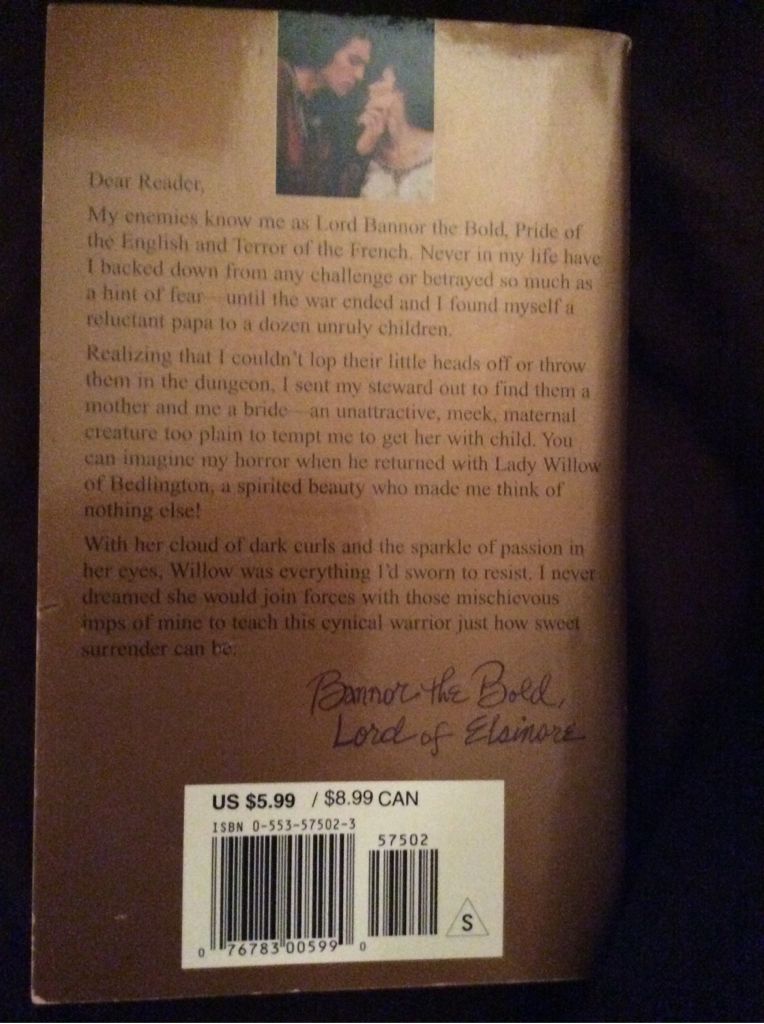 Dear Reader,
My enemies know me as Lord Bannor the Bold, Pride of
the English and Terror of the French. Never in my life have
I backed down from any challenge or betrayed so much as
a hint of fear—until the war ended and I found myself a
reluctant papa to a dozen unruly children.
Realizing that I couldn't lop their little heads off or throw
them in the dungeon, I sent my steward out to find them a
mother and me a bride—an unattractive, meek, maternal
creature too plain to tempt me to get her with child. You
can imagine my horror when he returned with Lady Willow
of Bedlington, a spirited beauty who made me think of
nothing else!
With her cloud of dark curls and the sparkle of passion in
her eyes, Willow was everything I'd sworn to resist. I never
dreamed she would join forces with those mischievous
imps of mine to teach this cynical warrior just how sweet
surrender can be.
Bannor the Bold,
Lord of Elsinore
US $5.99 / $8.99 CAN
ISBN 0-553-57502-3
57502
S
0 76783 00599 0